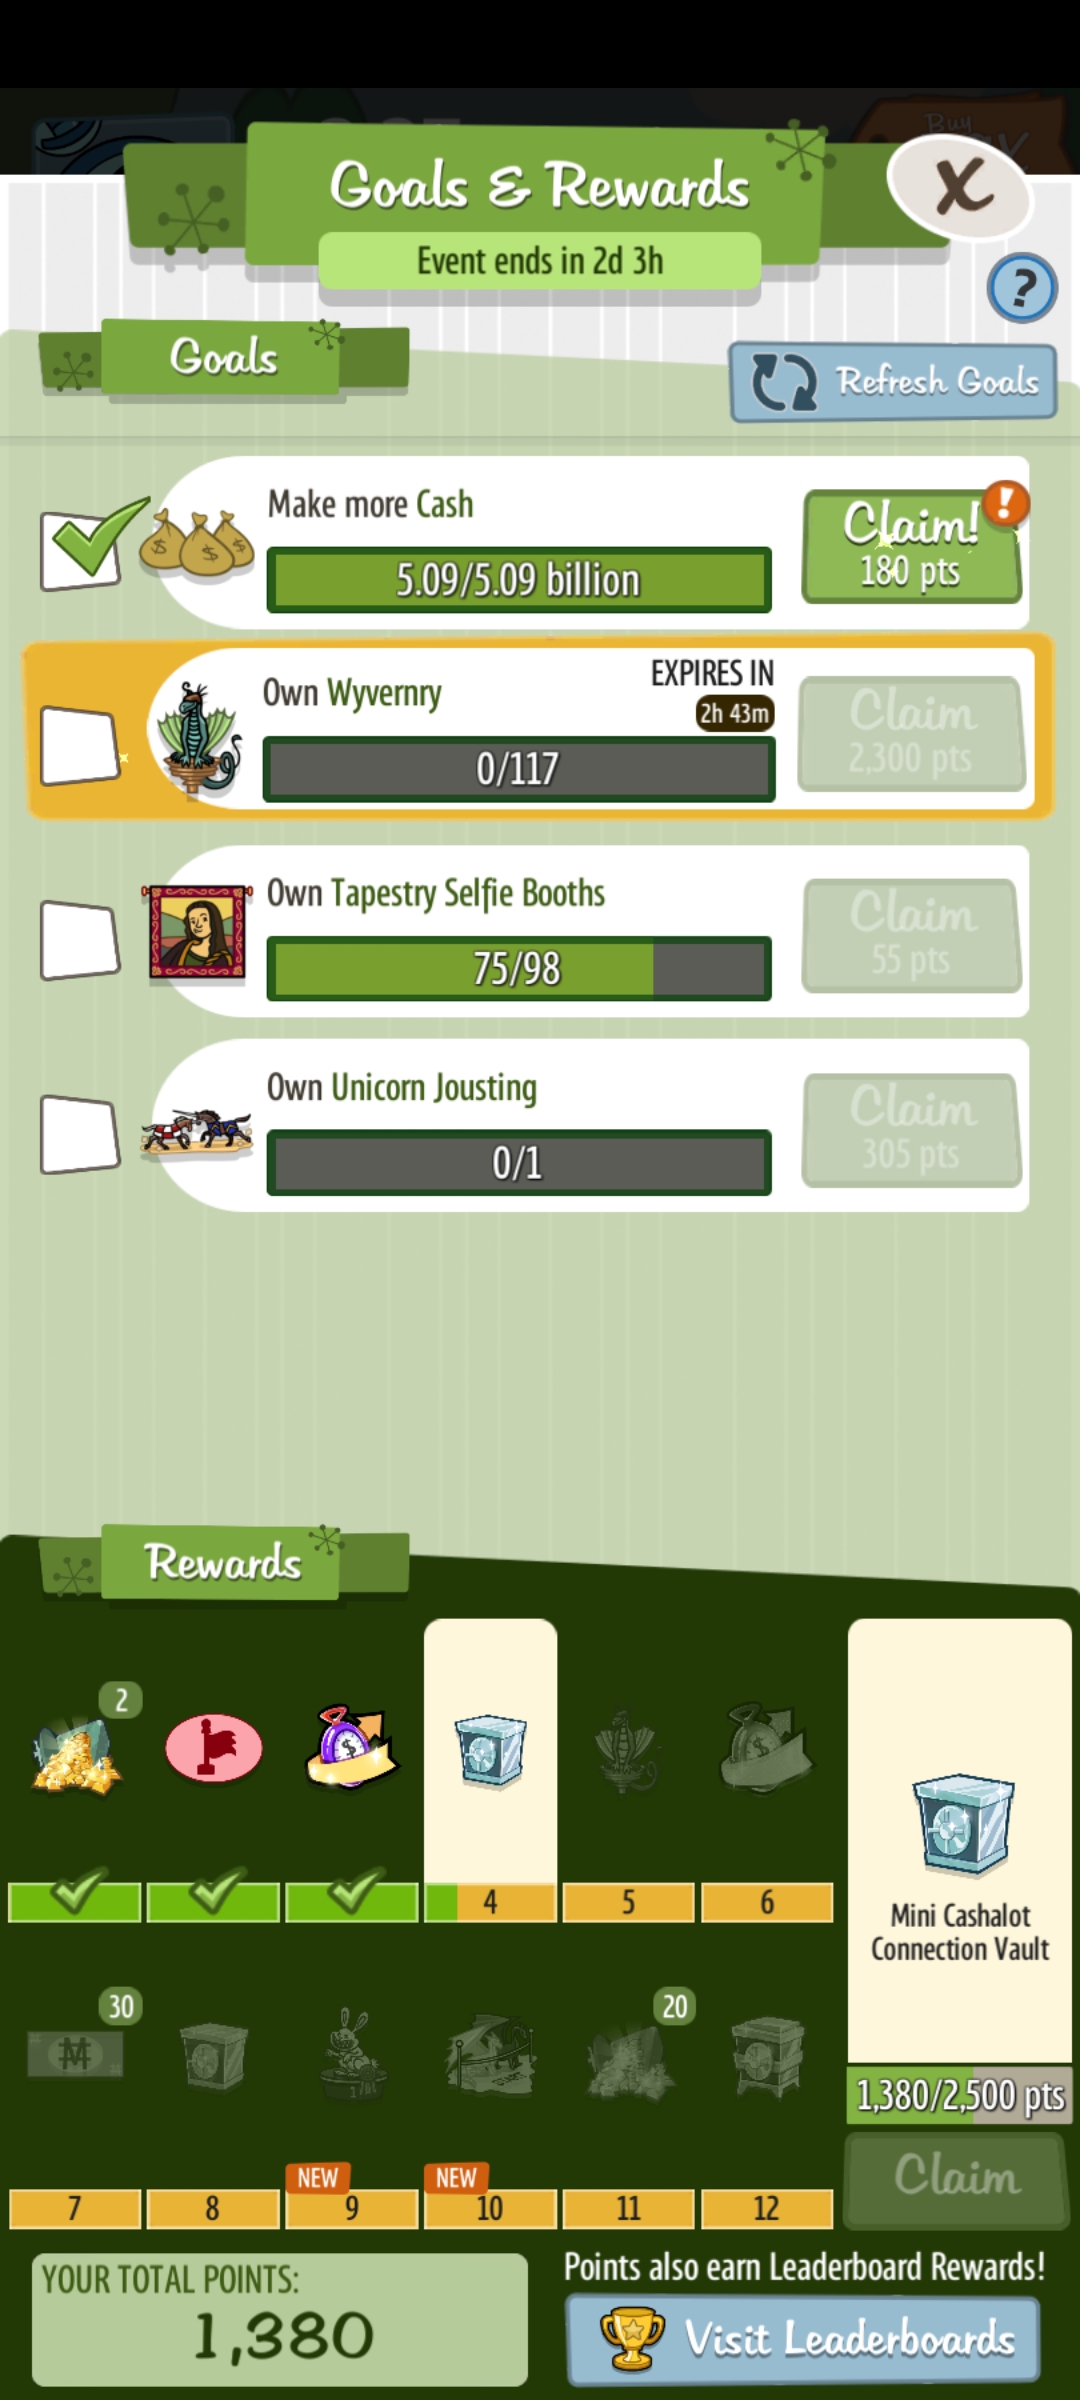 Buy
Goals & Rewards
X
Event ends in 2d 3h
?
Goals
Refresh Goals
Make more Cash
5.09/5.09 billion
Claim!
!
180 pts
Own Wyvernry
EXPIRES IN
2h 43m
0/117
Claim
2,300 pts
Own Tapestry Selfie Booths
75/98
Claim
55 pts
Own Unicorn Jousting
0/1
Claim
305 pts
Rewards
2
4
5
6
Mini Cashalot
Connection Vault
30
20
1,380/2,500 pts
Claim
NEW
NEW
7
8
9
10
11
12
YOUR TOTAL POINTS:
1,380
Points also earn Leaderboard Rewards!
Visit Leaderboards